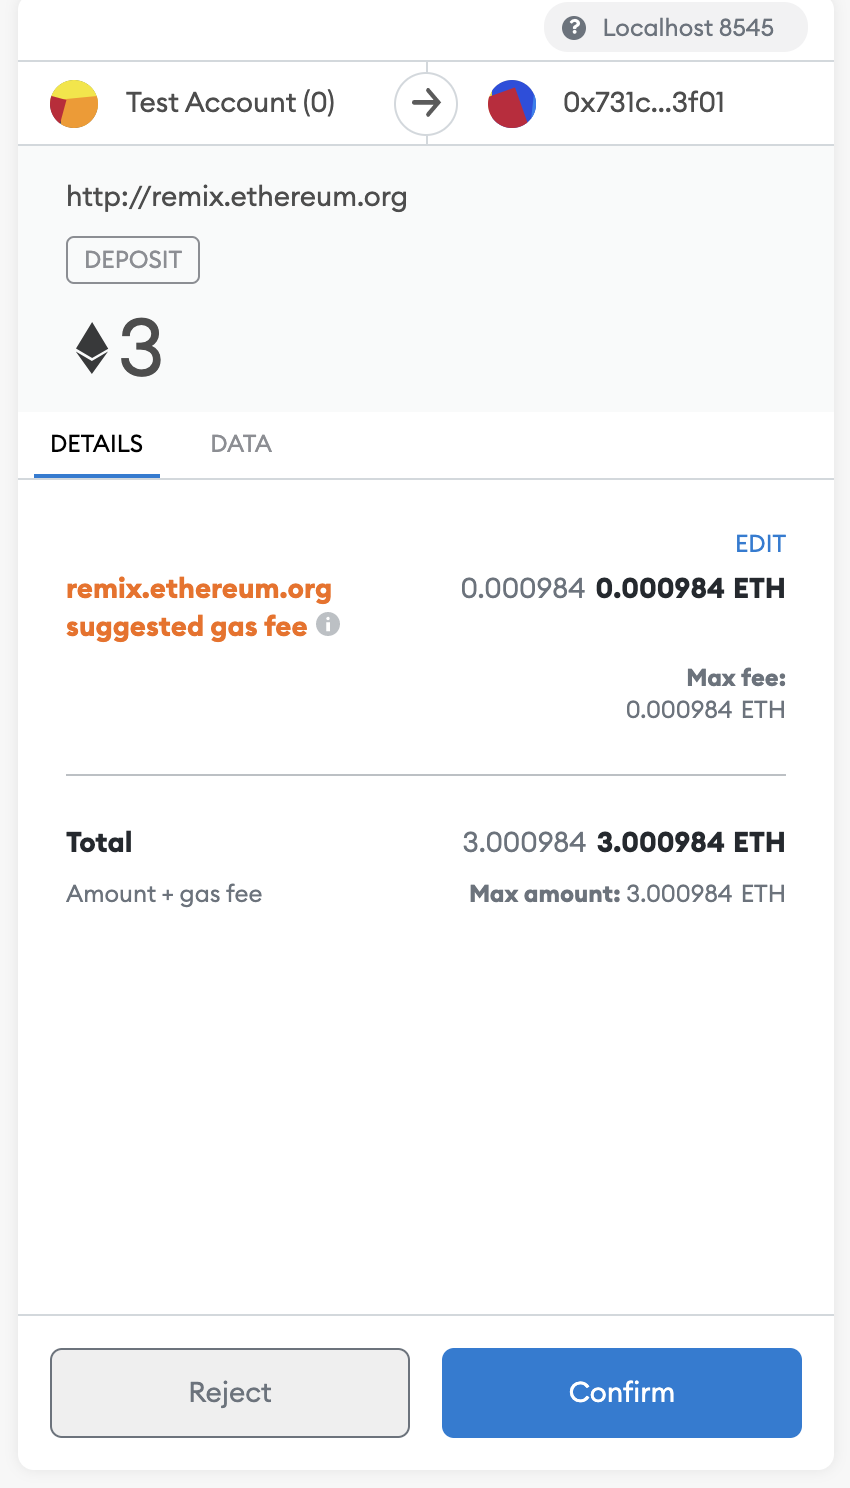 Localhost 8545
Test Account (0)
0x731c...3f01
http://remix.ethereum.org
DEPOSIT
3
DETAILS DATA
EDIT
remix.ethereum.org 0.000984 0.000984 ETH
suggested gas fee
Max fee:
0.000984 ETH
Total 3.000984 3.000984 ETH
Amount + gas fee Max amount: 3.000984 ETH
Reject Confirm